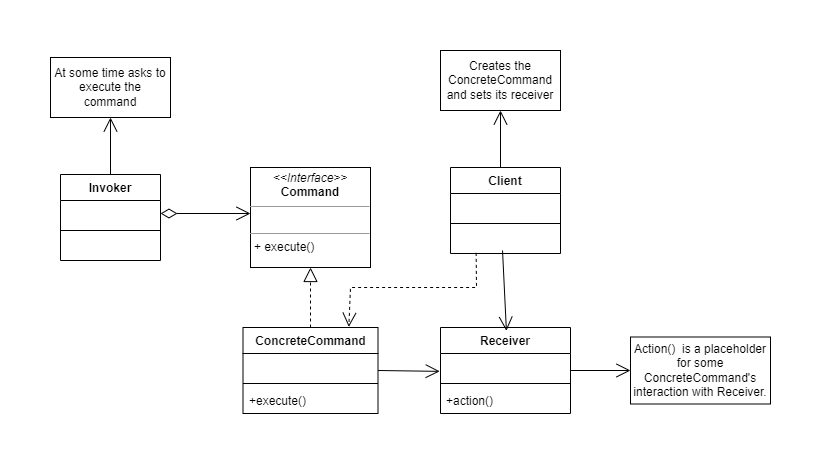 At some time asks to
execute the
command
Creates the
ConcreteCommand
and sets its receiver
Invoker
<<Interface>>
Command
+ execute()
Client
ConcreteCommand
+execute()
Receiver
+action()
Action()  is a placeholder
for some
ConcreteCommand's
interaction with Receiver.